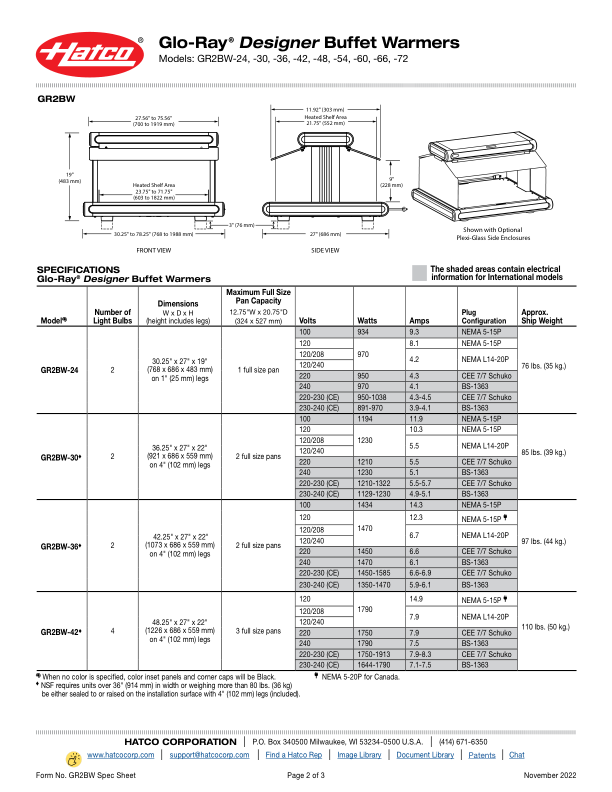 Hatco®
Glo-Ray® Designer Buffet Warmers
Models: GR2BW-24, -30, -36, -42, -48, -54, -60, -66, -72
GR2BW
27.56" to 75.56"
(700 to 1919 mm)
19"
(483 mm)
Heated Shelf Area
23.75" to 71.75"
(603 to 1822 mm)
3" (76 mm)
30.25" to 78.25" (768 to 1988 mm)
FRONT VIEW
11.92" (303 mm)
Heated Shelf Area
21.75" (552 mm)
9"
(228 mm)
27" (686 mm)
SIDE VIEW
Shown with Optional
Plexi-Glass Side Enclosures
SPECIFICATIONS
Glo-Ray® Designer Buffet Warmers
The shaded areas contain electrical
information for International models
Model Number of Light Bulbs Dimensions W x D x H (height includes legs) Maximum Full Size Pan Capacity 12.75"W x 20.75"D (324 x 527 mm) Volts Watts Amps Plug Configuration Approx. Ship Weight
GR2BW-24 2 30.25" x 27" x 19" (768 x 686 x 483 mm) on 1" (25 mm) legs 1 full size pan 76 lbs. (35 kg.)
100 934 9.3 NEMA 5-15P
120 970 8.1 NEMA 5-15P
120/208 4.2 NEMA L14-20P
120/240
220 950 4.3 CEE 7/7 Schuko
240 970 4.1 BS-1363
220-230 (CE) 950-1038 4.3-4.5 CEE 7/7 Schuko
230-240 (CE) 891-970 3.9-4.1 BS-1363
GR2BW-30♦ 2 36.25" x 27" x 22" (921 x 686 x 559 mm) on 4" (102 mm) legs 2 full size pans 85 lbs. (39 kg.)
100 1194 11.9 NEMA 5-15P
120 1230 10.3 NEMA 5-15P
120/208 5.5 NEMA L14-20P
120/240
220 1210 5.5 CEE 7/7 Schuko
240 1230 5.1 BS-1363
220-230 (CE) 1210-1322 5.5-5.7 CEE 7/7 Schuko
230-240 (CE) 1129-1230 4.9-5.1 BS-1363
GR2BW-36♦ 2 42.25" x 27" x 22" (1073 x 686 x 559 mm) on 4" (102 mm) legs 2 full size pans 97 lbs. (44 kg.)
100 1434 14.3 NEMA 5-15P
120 1470 12.3 NEMA 5-15P
120/208 6.7 NEMA L14-20P
120/240
220 1450 6.6 CEE 7/7 Schuko
240 1470 6.1 BS-1363
220-230 (CE) 1450-1585 6.6-6.9 CEE 7/7 Schuko
230-240 (CE) 1350-1470 5.9-6.1 BS-1363
GR2BW-42♦ 4 48.25" x 27" x 22" (1226 x 686 x 559 mm) on 4" (102 mm) legs 3 full size pans 110 lbs. (50 kg.)
120 1790 14.9 NEMA 5-15P
120/208 7.9 NEMA L14-20P
120/240
220 1750 7.9 CEE 7/7 Schuko
240 1790 7.5 BS-1363
220-230 (CE) 1750-1913 7.9-8.3 CEE 7/7 Schuko
230-240 (CE) 1644-1790 7.1-7.5 BS-1363
When no color is specified, color inset panels and corner caps will be Black.
NEMA 5-20P for Canada.
♦ NSF requires units over 36" (914 mm) in width or weighing more than 80 lbs. (36 kg)
be either sealed to or raised on the installation surface with 4" (102 mm) legs (included).
HATCO CORPORATION | P.O. Box 340500 Milwaukee, WI 53234-0500 U.S.A. | (414) 671-6350
www.hatcocorp.com | support@hatcocorp.com | Find a Hatco Rep | Image Library | Document Library | Patents | Chat
Form No. GR2BW Spec Sheet Page 2 of 3 November 2022